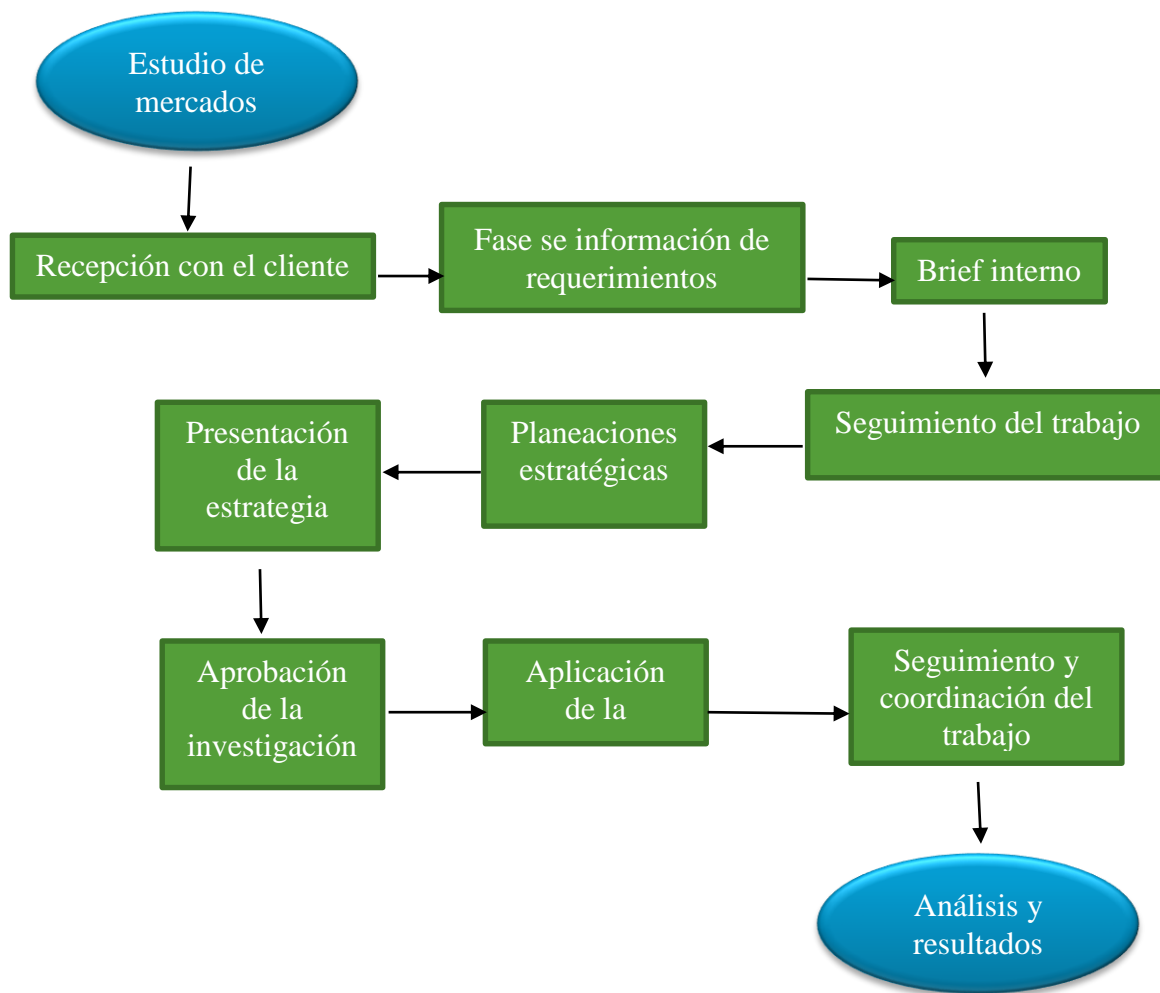 Estudio de
mercados
Recepción con el cliente
Fase se información de
requerimientos
Brief interno
Seguimiento del trabajo
Planeaciones
estratégicas
Presentación
de la
estrategia
Aprobación
de la
investigación
Aplicación
de la
Seguimiento y
coordinación del
trabajo
Análisis y
resultados